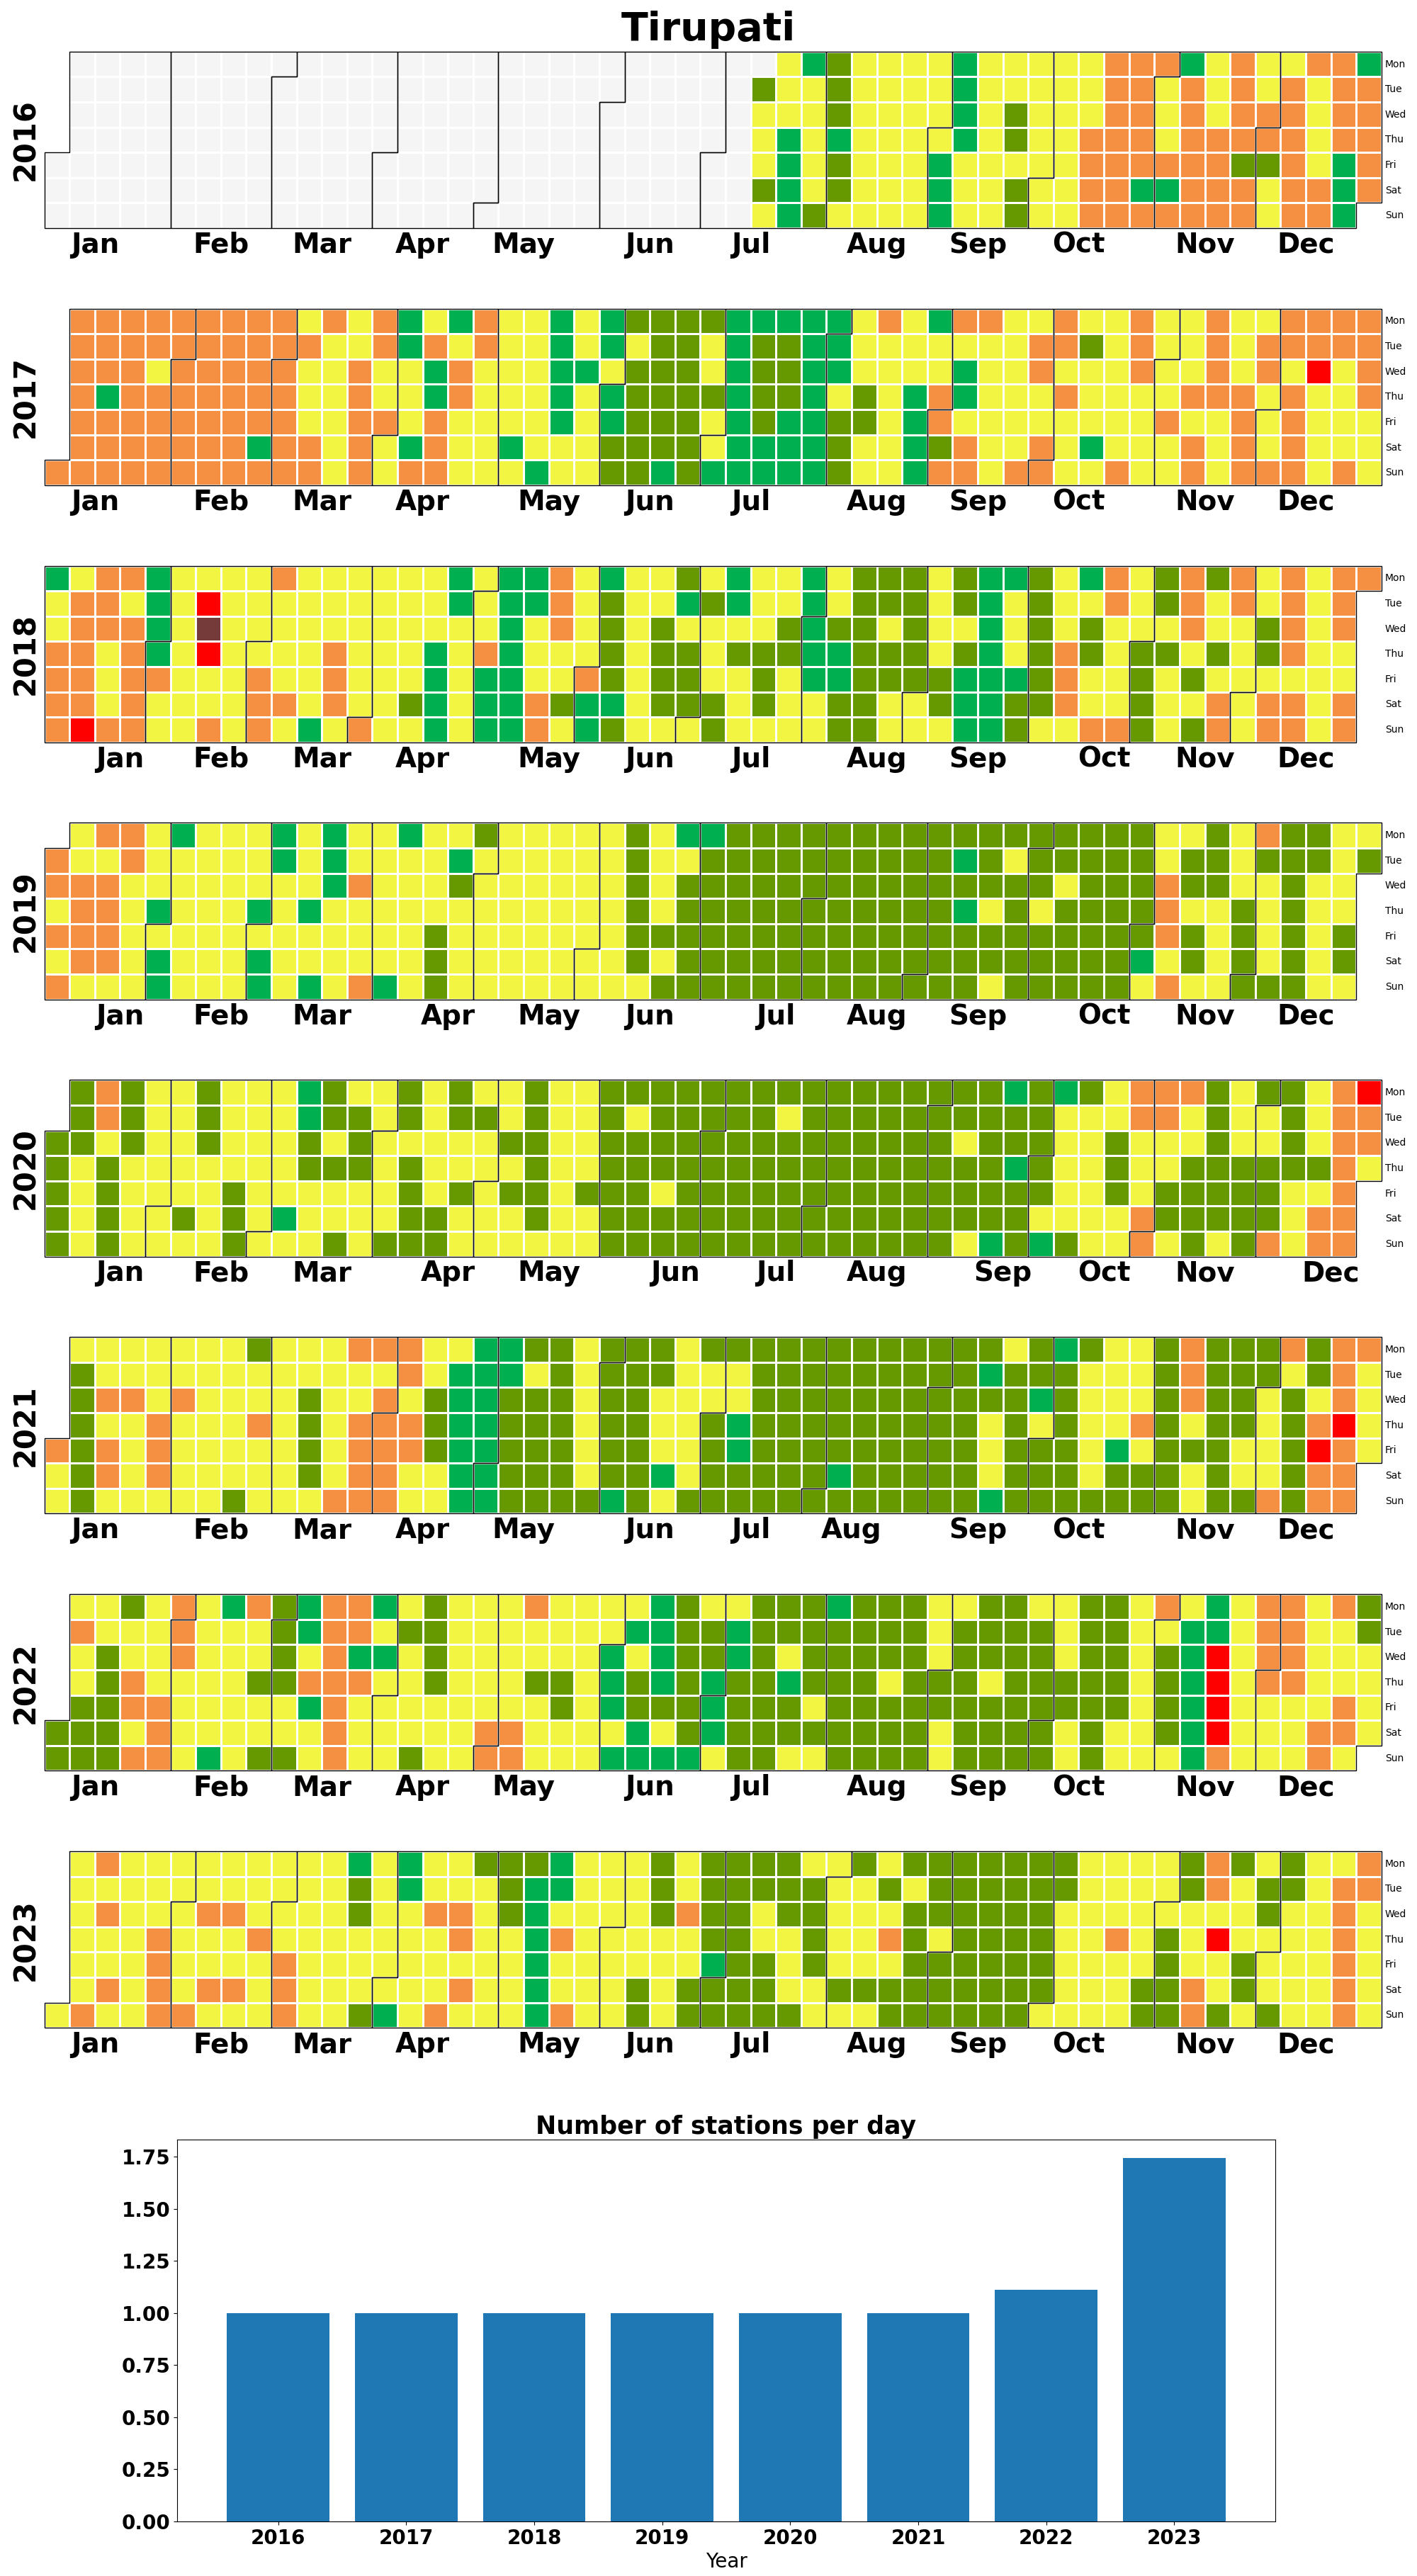 Tirupati
2016
Mon
Tue
Wed
Thu
Fri
Sat
Sun
Jan Feb Mar Apr May Jun Jul Aug Sep Oct Nov Dec
2017
Mon
Tue
Wed
Thu
Fri
Sat
Sun
Jan Feb Mar Apr May Jun Jul Aug Sep Oct Nov Dec
2018
Mon
Tue
Wed
Thu
Fri
Sat
Sun
Jan Feb Mar Apr May Jun Jul Aug Sep Oct Nov Dec
2019
Mon
Tue
Wed
Thu
Fri
Sat
Sun
Jan Feb Mar Apr May Jun Jul Aug Sep Oct Nov Dec
2020
Mon
Tue
Wed
Thu
Fri
Sat
Sun
Jan Feb Mar Apr May Jun Jul Aug Sep Oct Nov Dec
2021
Mon
Tue
Wed
Thu
Fri
Sat
Sun
Jan Feb Mar Apr May Jun Jul Aug Sep Oct Nov Dec
2022
Mon
Tue
Wed
Thu
Fri
Sat
Sun
Jan Feb Mar Apr May Jun Jul Aug Sep Oct Nov Dec
2023
Mon
Tue
Wed
Thu
Fri
Sat
Sun
Jan Feb Mar Apr May Jun Jul Aug Sep Oct Nov Dec
Number of stations per day
1.75
1.50
1.25
1.00
0.75
0.50
0.25
0.00
2016 2017 2018 2019 2020 2021 2022 2023
Year